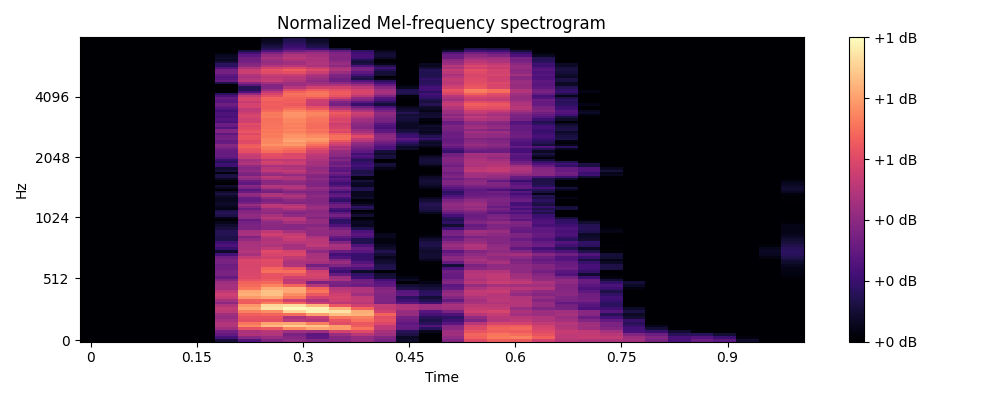 Normalized Mel-frequency spectrogram
Hz
4096
2048
1024
512
0
0
0.15
0.3
0.45
0.6
0.75
0.9
Time
+1 dB
+1 dB
+1 dB
+0 dB
+0 dB
+0 dB